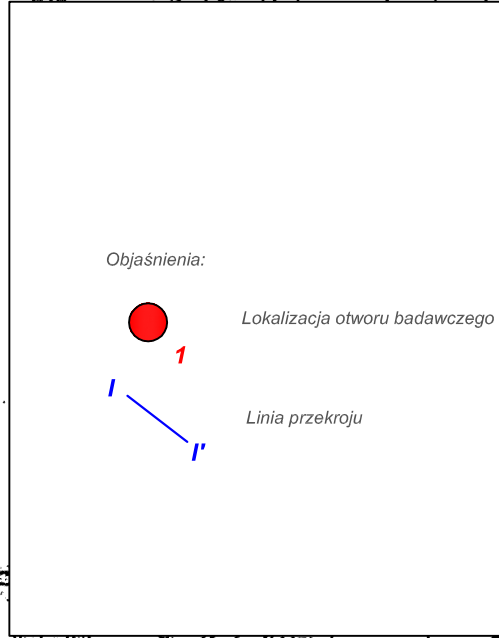 Objaśnienia:
Lokalizacja otworu badawczego
1
I
Linia przekroju
I'